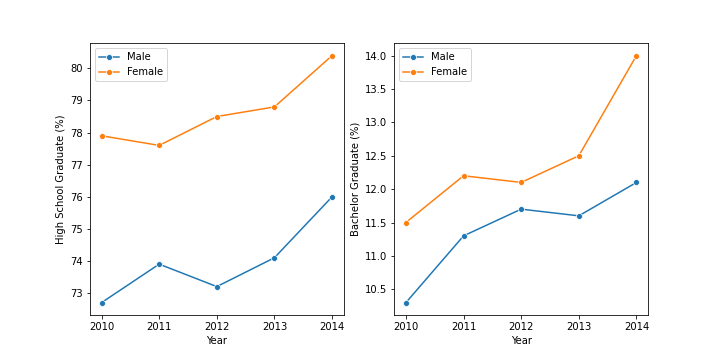 Male
Female
80
79
78
77
76
75
74
73
High School Graduate (%)
2010 2011 2012 2013 2014
Year
Male
Female
14.0
13.5
13.0
12.5
12.0
11.5
11.0
10.5
Bachelor Graduate (%)
2010 2011 2012 2013 2014
Year